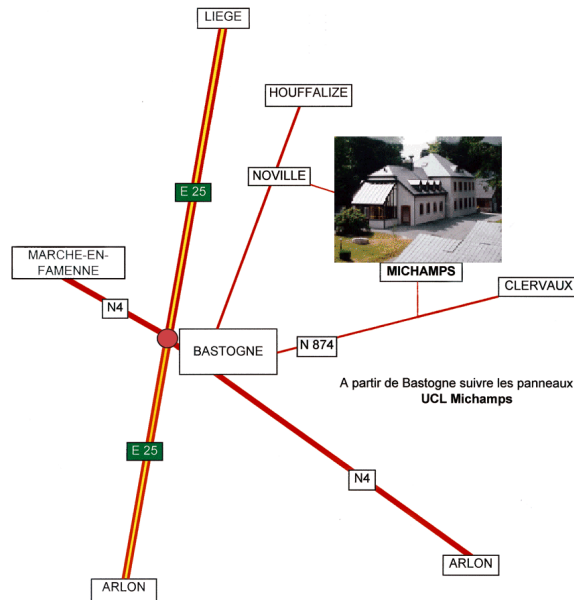 LIEGE
HOUFFALIZE
NOVILLE
E 25
MARCHE-EN-
FAMENNE
MICHAMPS
CLERVAUX
N4
N 874
BASTOGNE
A partir de Bastogne suivre les panneaux
UCL Michamps
E 25
N4
ARLON
ARLON